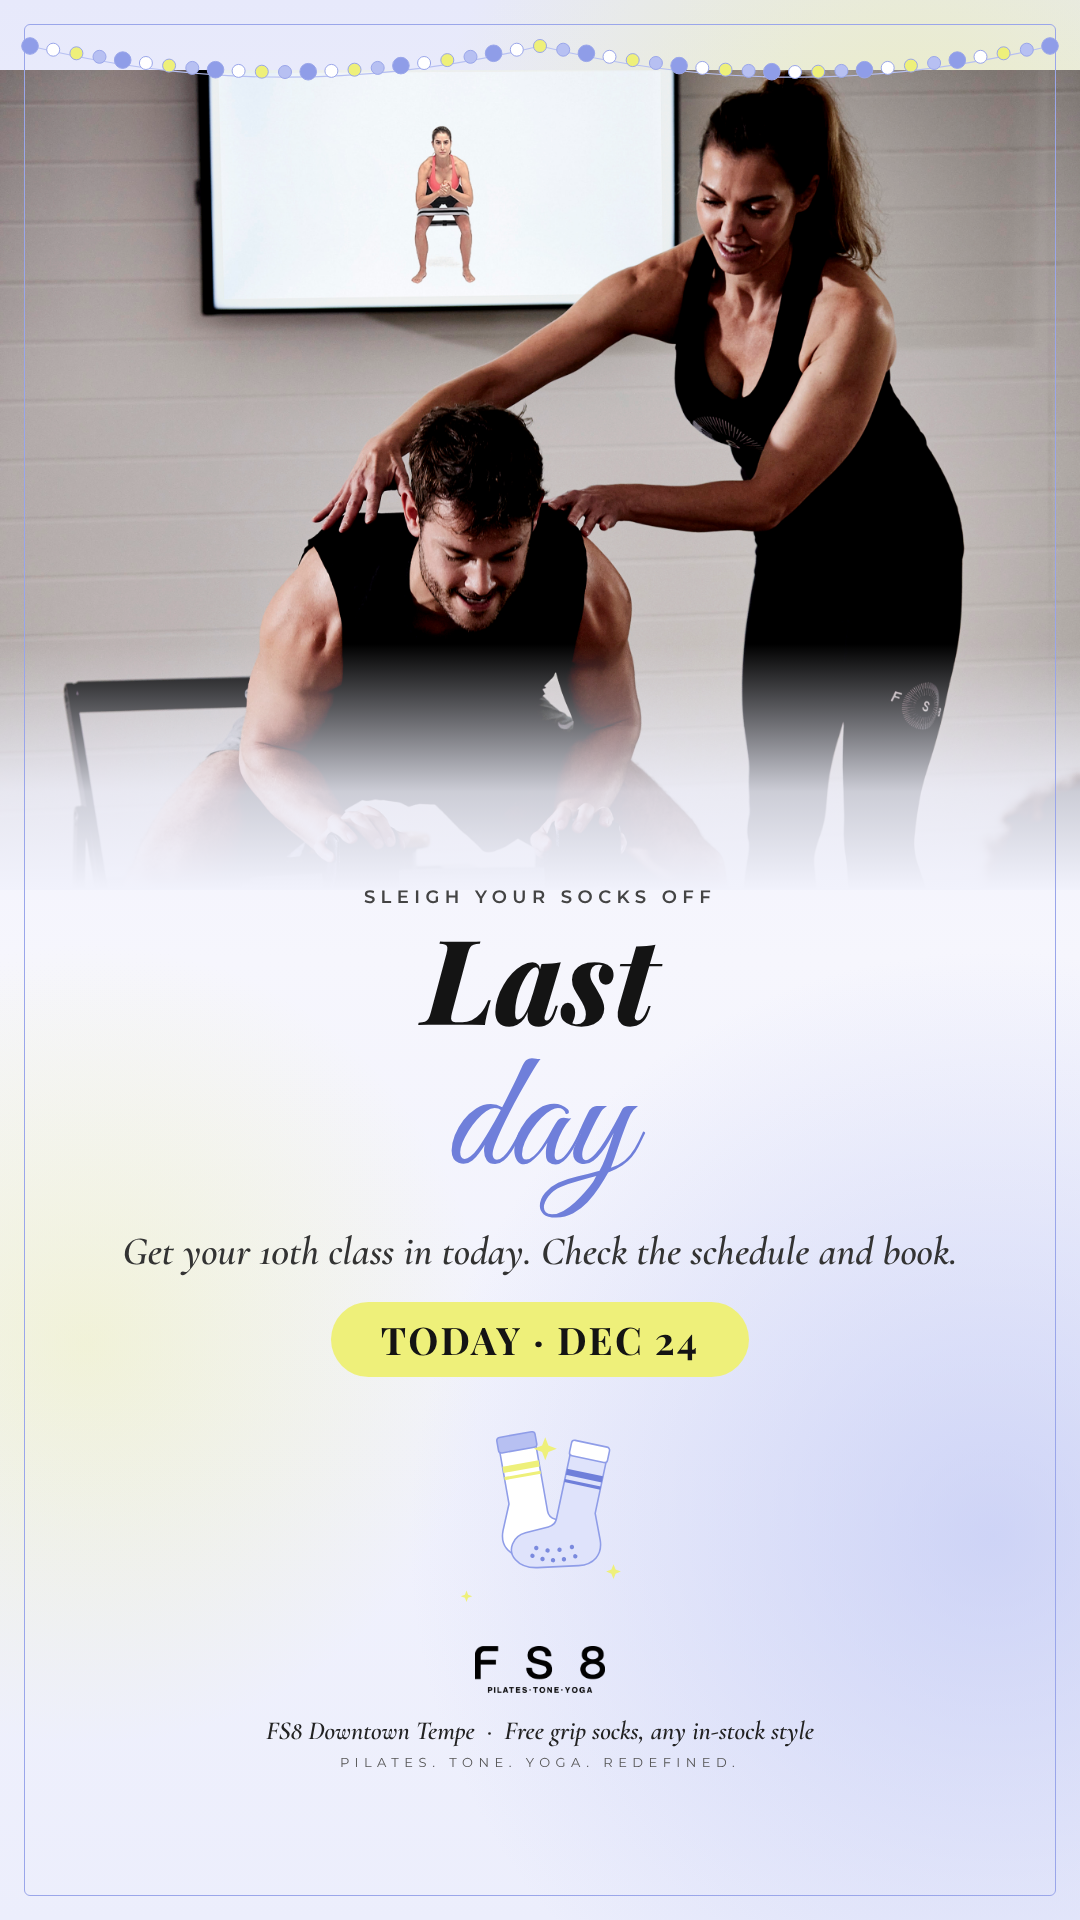 F S 8
SLEIGH YOUR SOCKS OFF
Last
day
Get your 10th class in today. Check the schedule and book.
TODAY · DEC 24
F S 8
PILATES·TONE·YOGA
FS8 Downtown Tempe · Free grip socks, any in-stock style
PILATES. TONE. YOGA. REDEFINED.